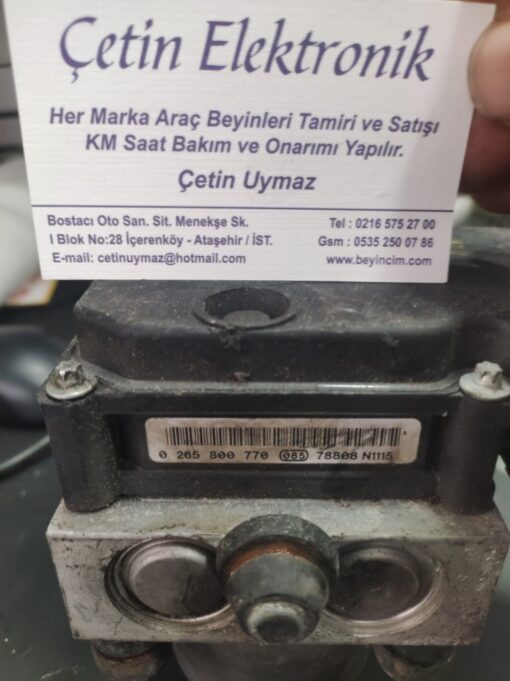 Çetin Elektronik
Her Marka Araç Beyinleri Tamiri ve Satışı
KM Saat Bakım ve Onarımı Yapılır.
Çetin Uymaz
Bostacı Oto San. Sit. Menekşe Sk.
I Blok No:28 İçerenköy - Ataşehir / İST.
E-mail: cetinuymaz@hotmail.com
Tel : 0216 575 27 00
Gsm : 0535 250 07 86
www.beyincim.com
0 265 800 770 085 78808 N1115